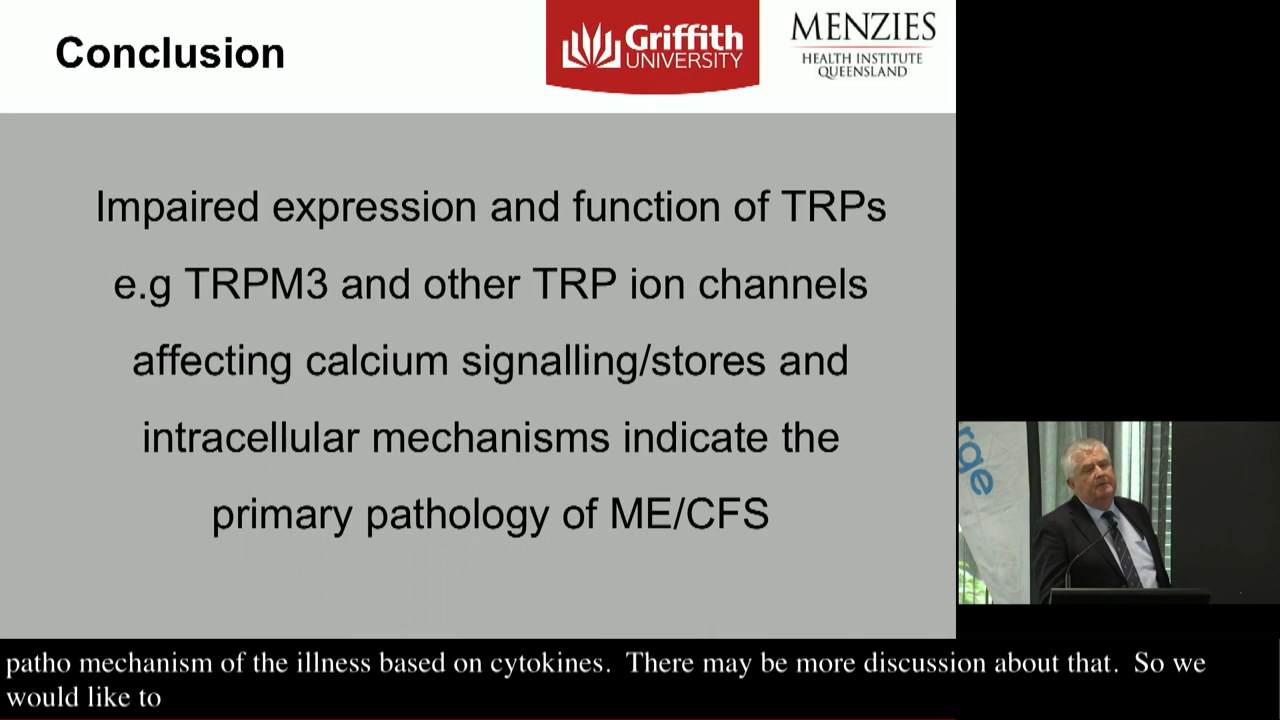 Conclusion
Griffith
UNIVERSITY
MENZIES
HEALTH INSTITUTE
QUEENSLAND
Impaired expression and function of TRPs
e.g TRPM3 and other TRP ion channels
affecting calcium signalling/stores and
intracellular mechanisms indicate the
primary pathology of ME/CFS
rge
patho mechanism of the illness based on cytokines.  There may be more discussion about that.  So we
would like to